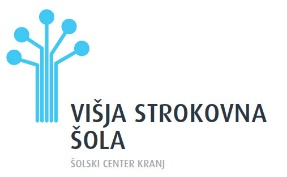 VIŠJA STROKOVNA
ŠOLA
ŠOLSKI CENTER KRANJ